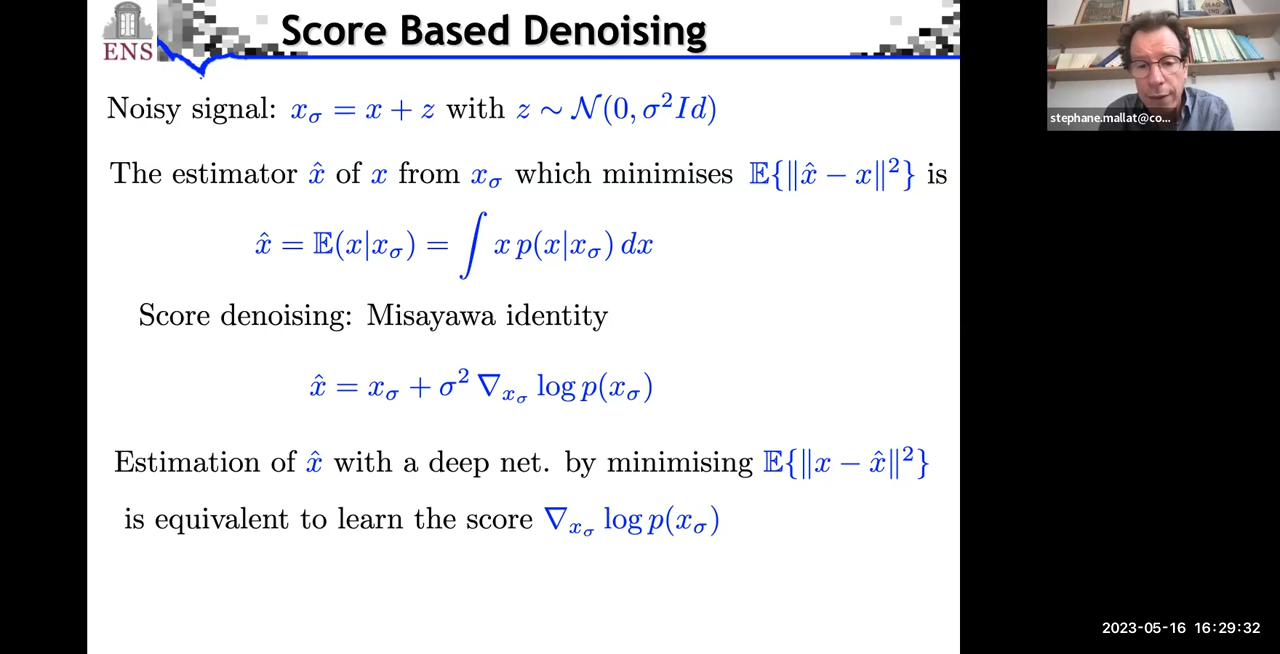 ENS
Score Based Denoising
Noisy signal: x_σ = x + z with z ∼ 𝒩(0, σ²Id)
The estimator x̂ of x from x_σ which minimises 𝔼{‖x̂ − x‖²} is
x̂ = 𝔼(x|x_σ) = ∫ x p(x|x_σ) dx
Score denoising: Misayawa identity
x̂ = x_σ + σ² ∇_{x_σ} log p(x_σ)
Estimation of x̂ with a deep net. by minimising 𝔼{‖x − x̂‖²}
is equivalent to learn the score ∇_{x_σ} log p(x_σ)
stephane.mallat@co...
2023-05-16 16:29:32